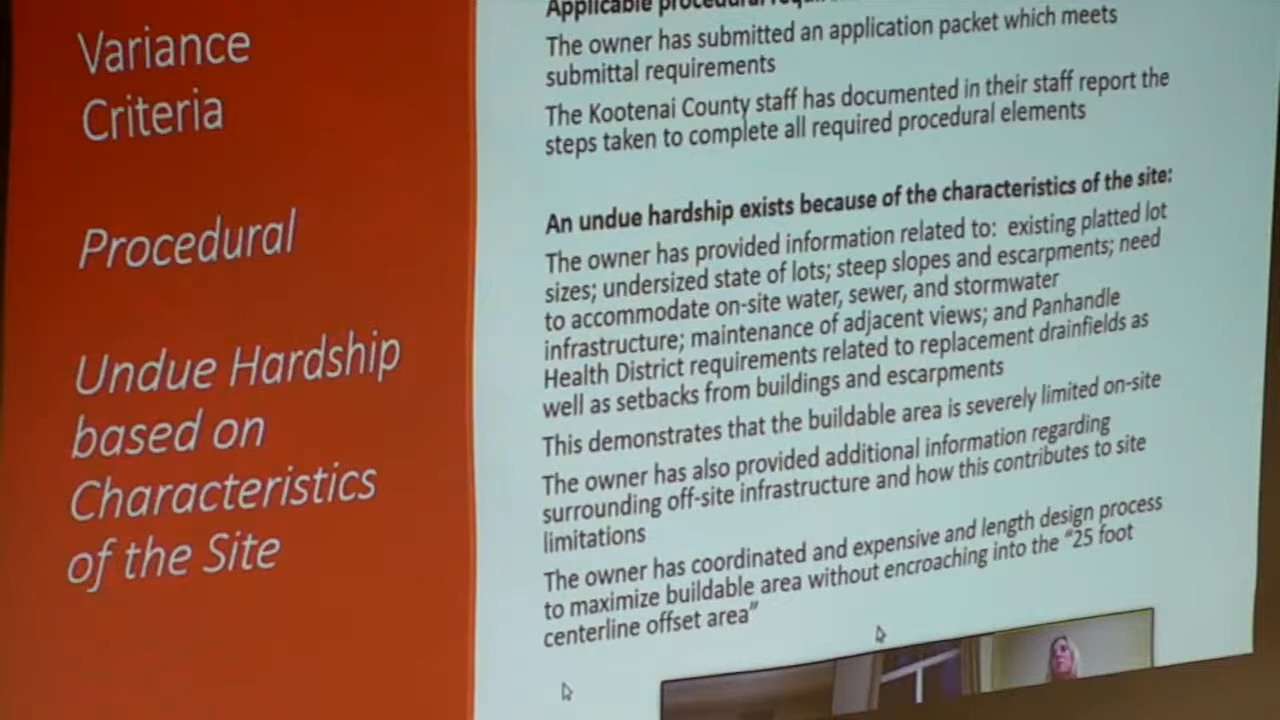 Variance
Criteria
Procedural
Undue Hardship
based on
Characteristics
of the Site
Applicable procedural
The owner has submitted an application packet which meets
submittal requirements
The Kootenai County staff has documented in their staff report the
steps taken to complete all required procedural elements
An undue hardship exists because of the characteristics of the site:
The owner has provided information related to: existing platted lot
sizes; undersized state of lots; steep slopes and escarpments; need
to accommodate on-site water, sewer, and stormwater
infrastructure; maintenance of adjacent views; and Panhandle
Health District requirements related to replacement drainfields as
well as setbacks from buildings and escarpments
This demonstrates that the buildable area is severely limited on-site
The owner has also provided additional information regarding
surrounding off-site infrastructure and how this contributes to site
limitations
The owner has coordinated and expensive and length design process
to maximize buildable area without encroaching into the “25 foot
centerline offset area”